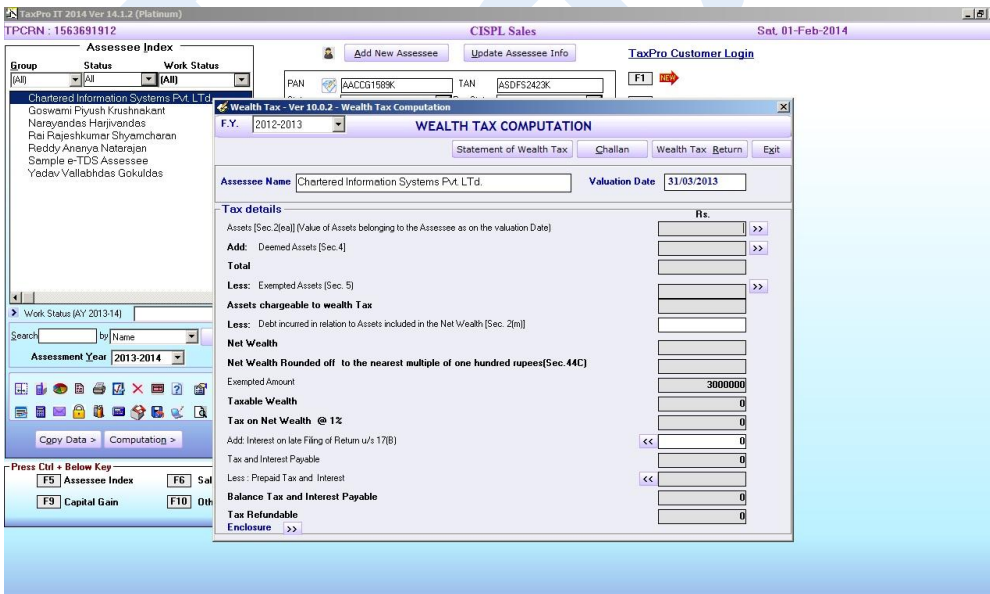 TaxPro IT 2014 Ver 14.1.2 (Platinum)
TPCRN : 1563691912 CISPL Sales Sat, 01-Feb-2014
Assessee Index
Add New Assessee Update Assessee Info TaxPro Customer Login
Group Status Work Status
(All) All (All)
PAN AACCG1589K TAN ASDFS2423K F1 NEW
Chartered Information Systems Pvt. LTd.
Goswami Piyush Krushnakant
Narayandas Harjivandas
Rai Rajeshkumar Shyamcharan
Reddy Ananya Natarajan
Sample e-TDS Assessee
Yadav Vallabhdas Gokuldas
Work Status (AY 2013-14)
Search by Name
Assessment Year 2013-2014
Copy Data > Computation >
Press Ctrl + Below Key
F5 Assessee Index F6 Sal
F9 Capital Gain F10 Oth
Wealth Tax - Ver 10.0.2 - Wealth Tax Computation
F.Y. 2012-2013 WEALTH TAX COMPUTATION
Statement of Wealth Tax Challan Wealth Tax Return Exit
Assessee Name Chartered Information Systems Pvt. LTd. Valuation Date 31/03/2013
Tax details Rs.
Assets [Sec.2(ea)] (Value of Assets belonging to the Assessee as on the valuation Date) >>
Add: Deemed Assets [Sec.4] >>
Total
Less: Exempted Assets (Sec. 5) >>
Assets chargeable to wealth Tax
Less: Debt incurred in relation to Assets included in the Net Wealth [Sec. 2(m)]
Net Wealth
Net Wealth Rounded off to the nearest multiple of one hundred rupees(Sec.44C)
Exempted Amount 3000000
Taxable Wealth 0
Tax on Net Wealth @ 1% 0
Add: Interest on late Filing of Return u/s 17(B) << 0
Tax and Interest Payable 0
Less : Prepaid Tax and Interest <<
Balance Tax and Interest Payable 0
Tax Refundable 0
Enclosure >>